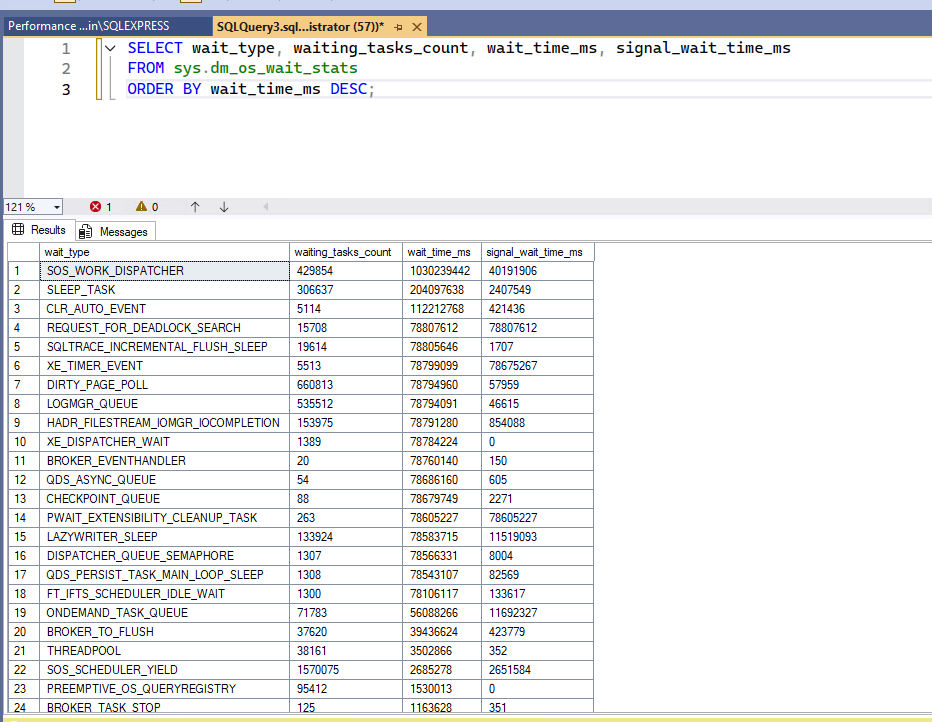 Performance ...in\SQLEXPRESS SQLQuery3.sql...istrator (57))*
1 SELECT wait_type, waiting_tasks_count, wait_time_ms, signal_wait_time_ms
2 FROM sys.dm_os_wait_stats
3 ORDER BY wait_time_ms DESC;
121 % 1 0
Results Messages
wait_type waiting_tasks_count wait_time_ms signal_wait_time_ms
1 SOS_WORK_DISPATCHER 429854 1030239442 40191906
2 SLEEP_TASK 306637 204097638 2407549
3 CLR_AUTO_EVENT 5114 112212768 421436
4 REQUEST_FOR_DEADLOCK_SEARCH 15708 78807612 78807612
5 SQLTRACE_INCREMENTAL_FLUSH_SLEEP 19614 78805646 1707
6 XE_TIMER_EVENT 5513 78799099 78675267
7 DIRTY_PAGE_POLL 660813 78794960 57959
8 LOGMGR_QUEUE 535512 78794091 46615
9 HADR_FILESTREAM_IOMGR_IOCOMPLETION 153975 78791280 854088
10 XE_DISPATCHER_WAIT 1389 78784224 0
11 BROKER_EVENTHANDLER 20 78760140 150
12 QDS_ASYNC_QUEUE 54 78686160 605
13 CHECKPOINT_QUEUE 88 78679749 2271
14 PWAIT_EXTENSIBILITY_CLEANUP_TASK 263 78605227 78605227
15 LAZYWRITER_SLEEP 133924 78583715 11519093
16 DISPATCHER_QUEUE_SEMAPHORE 1307 78566331 8004
17 QDS_PERSIST_TASK_MAIN_LOOP_SLEEP 1308 78543107 82569
18 FT_IFTS_SCHEDULER_IDLE_WAIT 1300 78106117 133617
19 ONDEMAND_TASK_QUEUE 71783 56088266 11692327
20 BROKER_TO_FLUSH 37620 39436624 423779
21 THREADPOOL 38161 3502866 352
22 SOS_SCHEDULER_YIELD 1570075 2685278 2651584
23 PREEMPTIVE_OS_QUERYREGISTRY 95412 1530013 0
24 BROKER_TASK_STOP 125 1163628 351